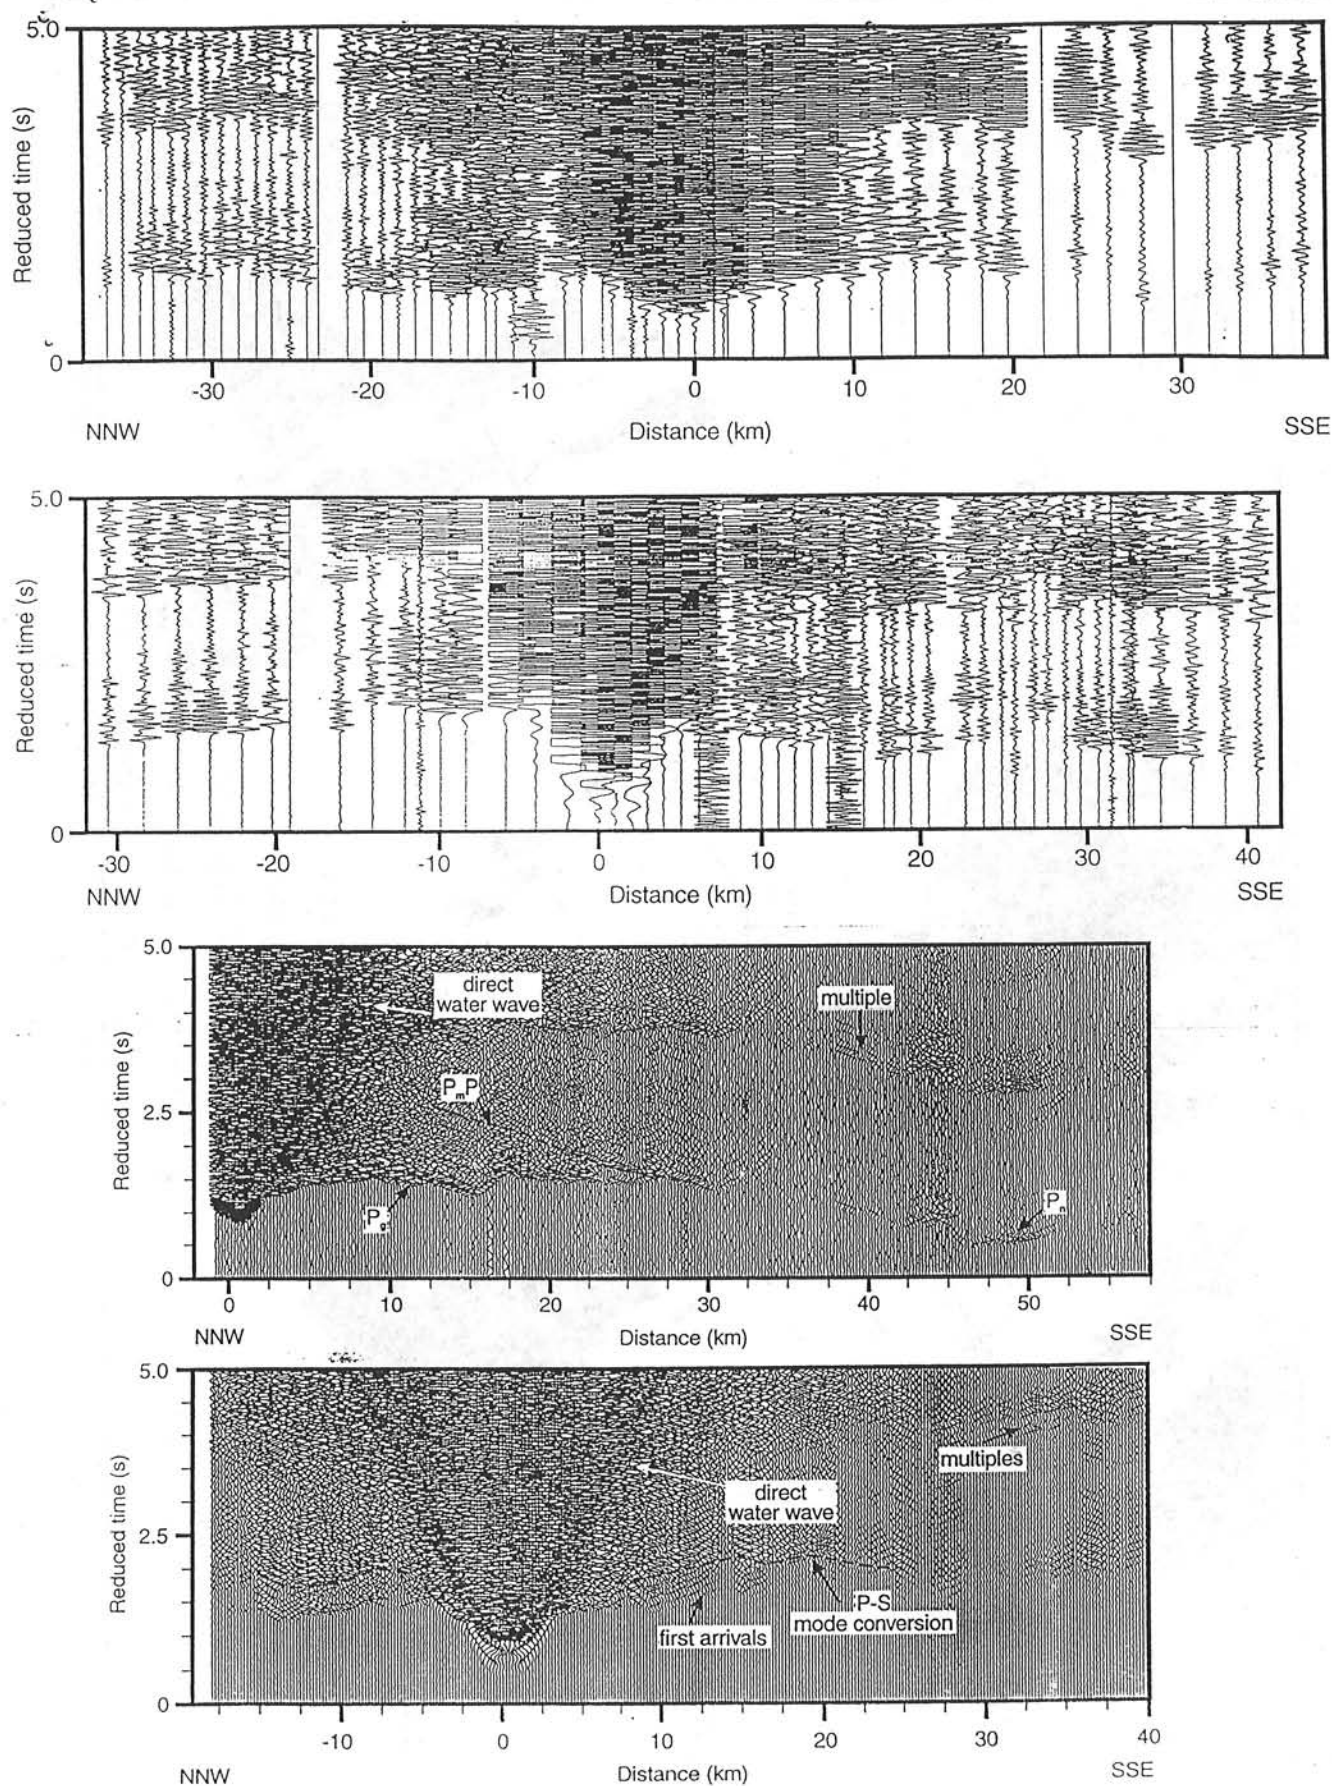 5.0
Reduced time (s)
0
-30 -20 -10 0 10 20 30
NNW Distance (km) SSE
5.0
Reduced time (s)
0
-30 -20 -10 0 10 20 30 40
NNW Distance (km) SSE
5.0
direct
water wave
multiple
Reduced time (s)
PmP
2.5
Pg
Pn
0
0 10 20 30 40 50
NNW Distance (km) SSE
5.0
multiples
Reduced time (s)
direct
water wave
2.5
P-S
mode conversion
first arrivals
0
-10 0 10 20 30 40
NNW Distance (km) SSE